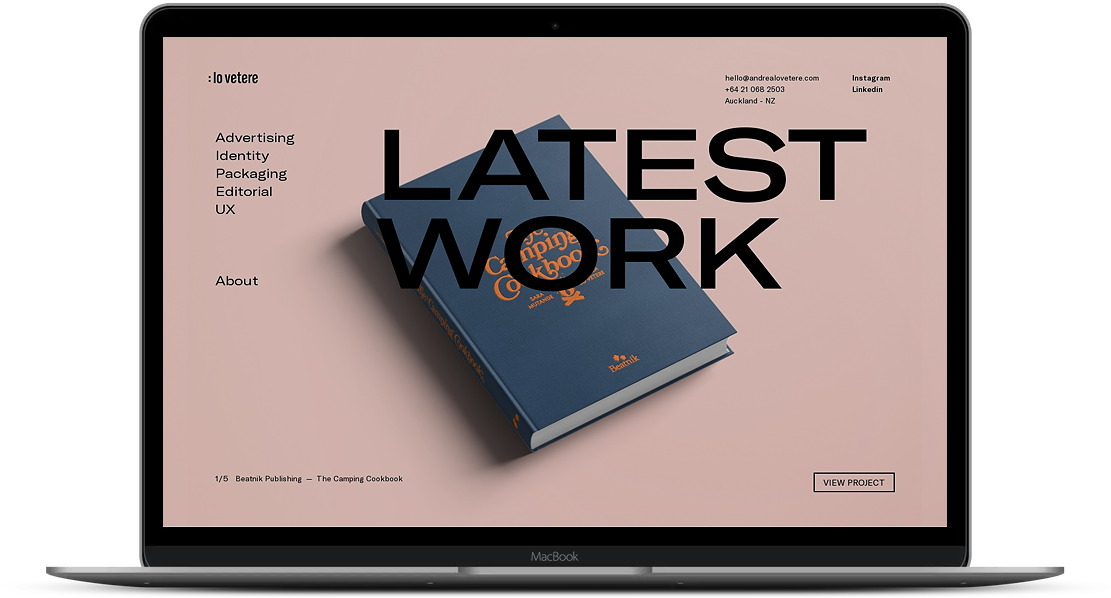 : lo vetere
hello@andrealovetere.com
+64 21 068 2503
Auckland - NZ
Instagram
Linkedin
Advertising
Identity
Packaging
Editorial
UX
About
LATEST
WORK
Camping
Cookbook
SARA
MUTANDE
LOVETERE
The Camping Cookbook
Beatnik
1/5 Beatnik Publishing — The Camping Cookbook
VIEW PROJECT
MacBook